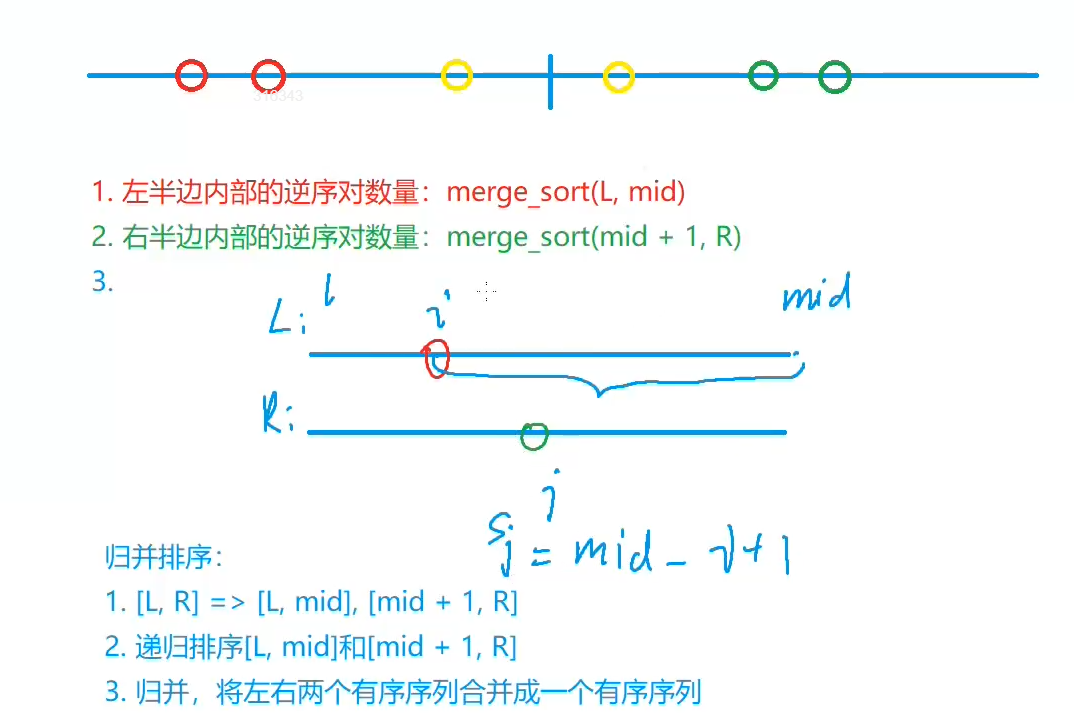 1. 左半边内部的逆序对数量：merge_sort(L, mid)
2. 右半边内部的逆序对数量：merge_sort(mid + 1, R)
3.
l
mid
Li
i
Ri
j
Sj = mid - i + 1
归并排序：
1. [L, R] => [L, mid], [mid + 1, R]
2. 递归排序[L, mid]和[mid + 1, R]
3. 归并，将左右两个有序序列合并成一个有序序列